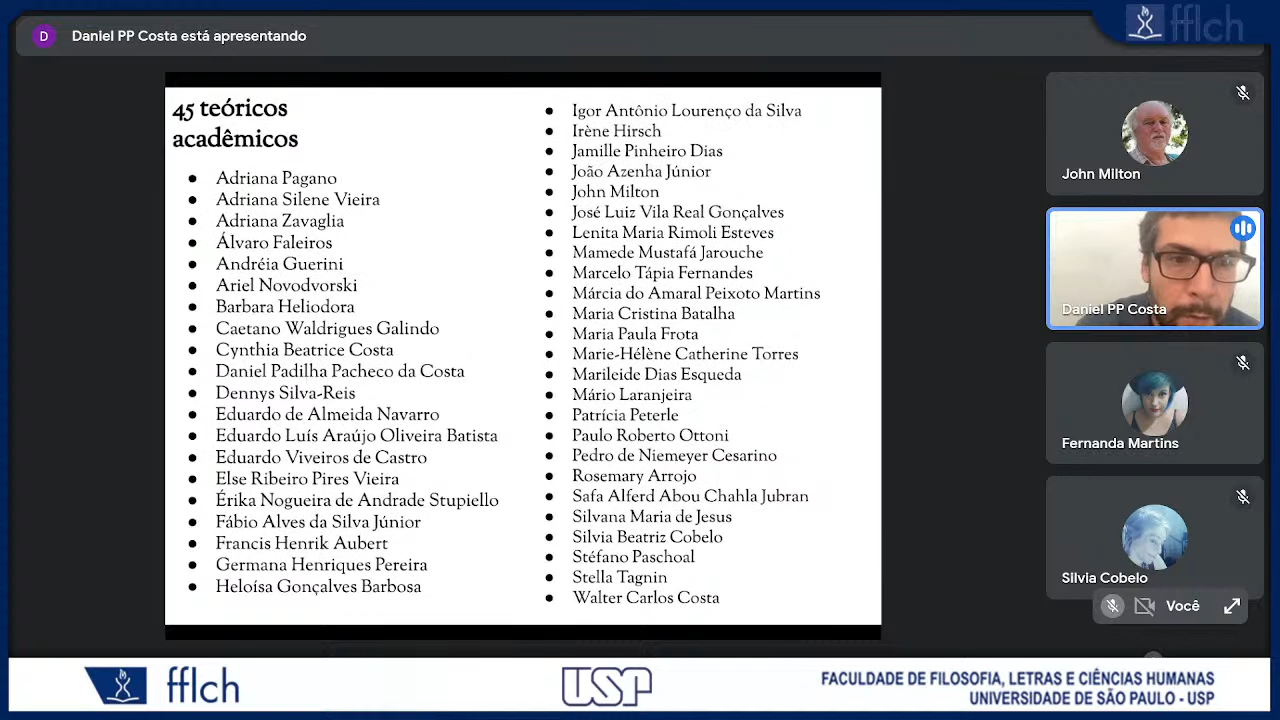 fflch
D
Daniel PP Costa está apresentando
45 teóricos
acadêmicos
Adriana Pagano
Adriana Silene Vieira
Adriana Zavaglia
Álvaro Faleiros
Andréia Guerini
Ariel Novodvorski
Barbara Heliodora
Caetano Waldrigues Galindo
Cynthia Beatrice Costa
Daniel Padilha Pacheco da Costa
Dennys Silva-Reis
Eduardo de Almeida Navarro
Eduardo Luís Araújo Oliveira Batista
Eduardo Viveiros de Castro
Else Ribeiro Pires Vieira
Érika Nogueira de Andrade Stupiello
Fábio Alves da Silva Júnior
Francis Henrik Aubert
Germana Henriques Pereira
Heloísa Gonçalves Barbosa
Igor Antônio Lourenço da Silva
Irène Hirsch
Jamille Pinheiro Dias
João Azenha Júnior
John Milton
José Luiz Vila Real Gonçalves
Lenita Maria Rimoli Esteves
Mamede Mustafá Jarouche
Marcelo Tápia Fernandes
Márcia do Amaral Peixoto Martins
Maria Cristina Batalha
Maria Paula Frota
Marie-Hélène Catherine Torres
Marileide Dias Esqueda
Mário Laranjeira
Patrícia Peterle
Paulo Roberto Ottoni
Pedro de Niemeyer Cesarino
Rosemary Arrojo
Safa Alferd Abou Chahla Jubran
Silvana Maria de Jesus
Silvia Beatriz Cobelo
Stéfano Paschoal
Stella Tagnin
Walter Carlos Costa
John Milton
Daniel PP Costa
Fernanda Martins
Silvia Cobelo
Você
fflch
USP
FACULDADE DE FILOSOFIA, LETRAS E CIÊNCIAS HUMANAS
UNIVERSIDADE DE SÃO PAULO - USP